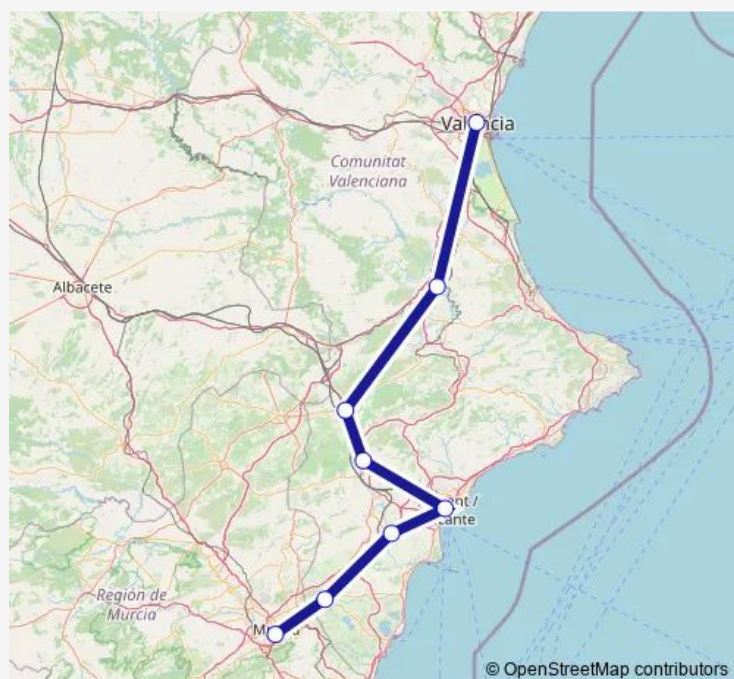 Comunitat
Valenciana
Albacete
Región de
Murcia
© OpenStreetMap contributors